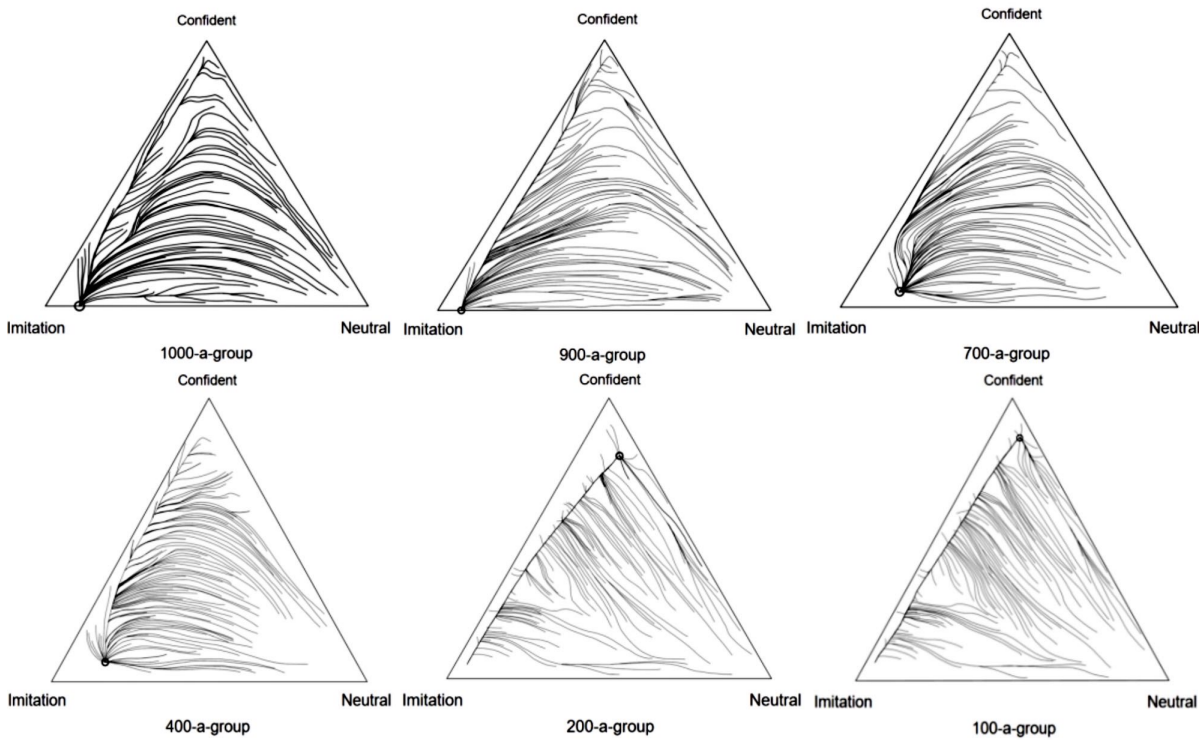 Confident
Confident
Confident
Imitation
Neutral
Imitation
Neutral
Imitation
Neutral
1000-a-group
900-a-group
700-a-group
Confident
Confident
Confident
Imitation
Neutral
Imitation
Neutral
Imitation
Neutral
400-a-group
200-a-group
100-a-group